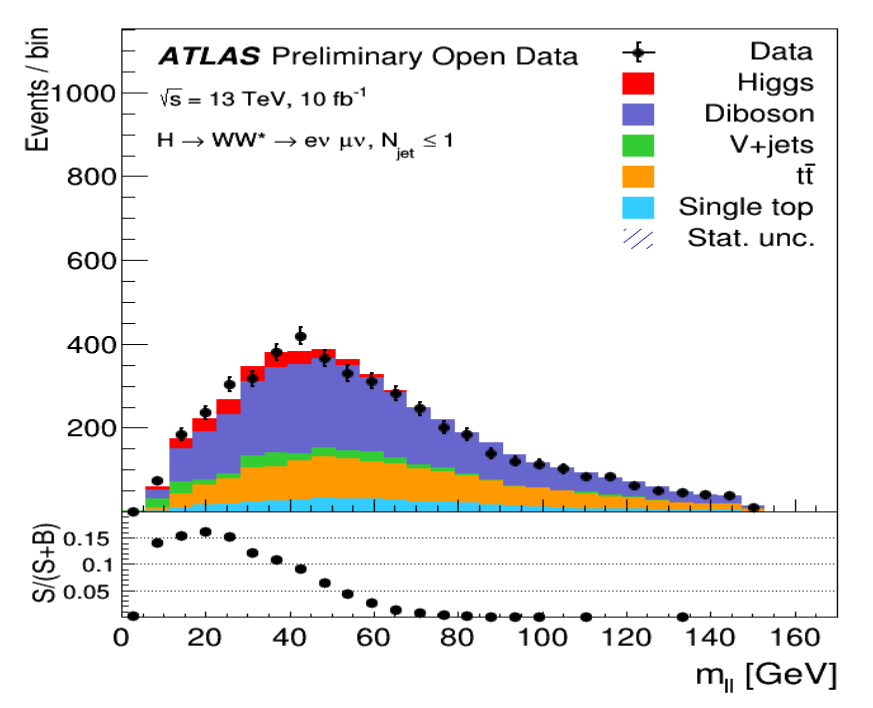 Events / bin
1000
800
600
400
200
ATLAS Preliminary Open Data
√s = 13 TeV, 10 fb⁻¹
H → WW* → eν μν, N_jet ≤ 1
Data
Higgs
Diboson
V+jets
tt̄
Single top
Stat. unc.
S/(S+B)
0.15
0.1
0.05
0 20 40 60 80 100 120 140 160
m_ll [GeV]